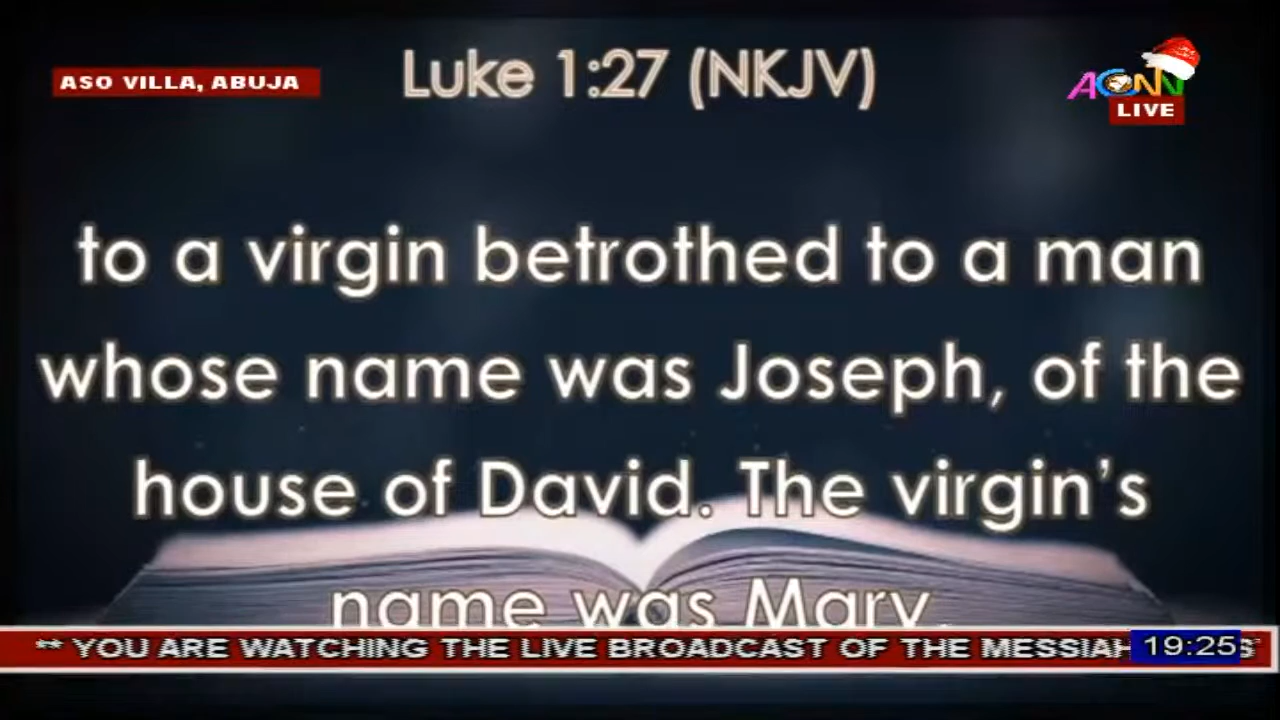 Luke 1:27 (NKJV)
ASO VILLA, ABUJA
ACNN
LIVE
to a virgin betrothed to a man
whose name was Joseph, of the
house of David. The virgin’s
name was Mary.
** YOU ARE WATCHING THE LIVE BROADCAST OF THE MESSIAH
19:25